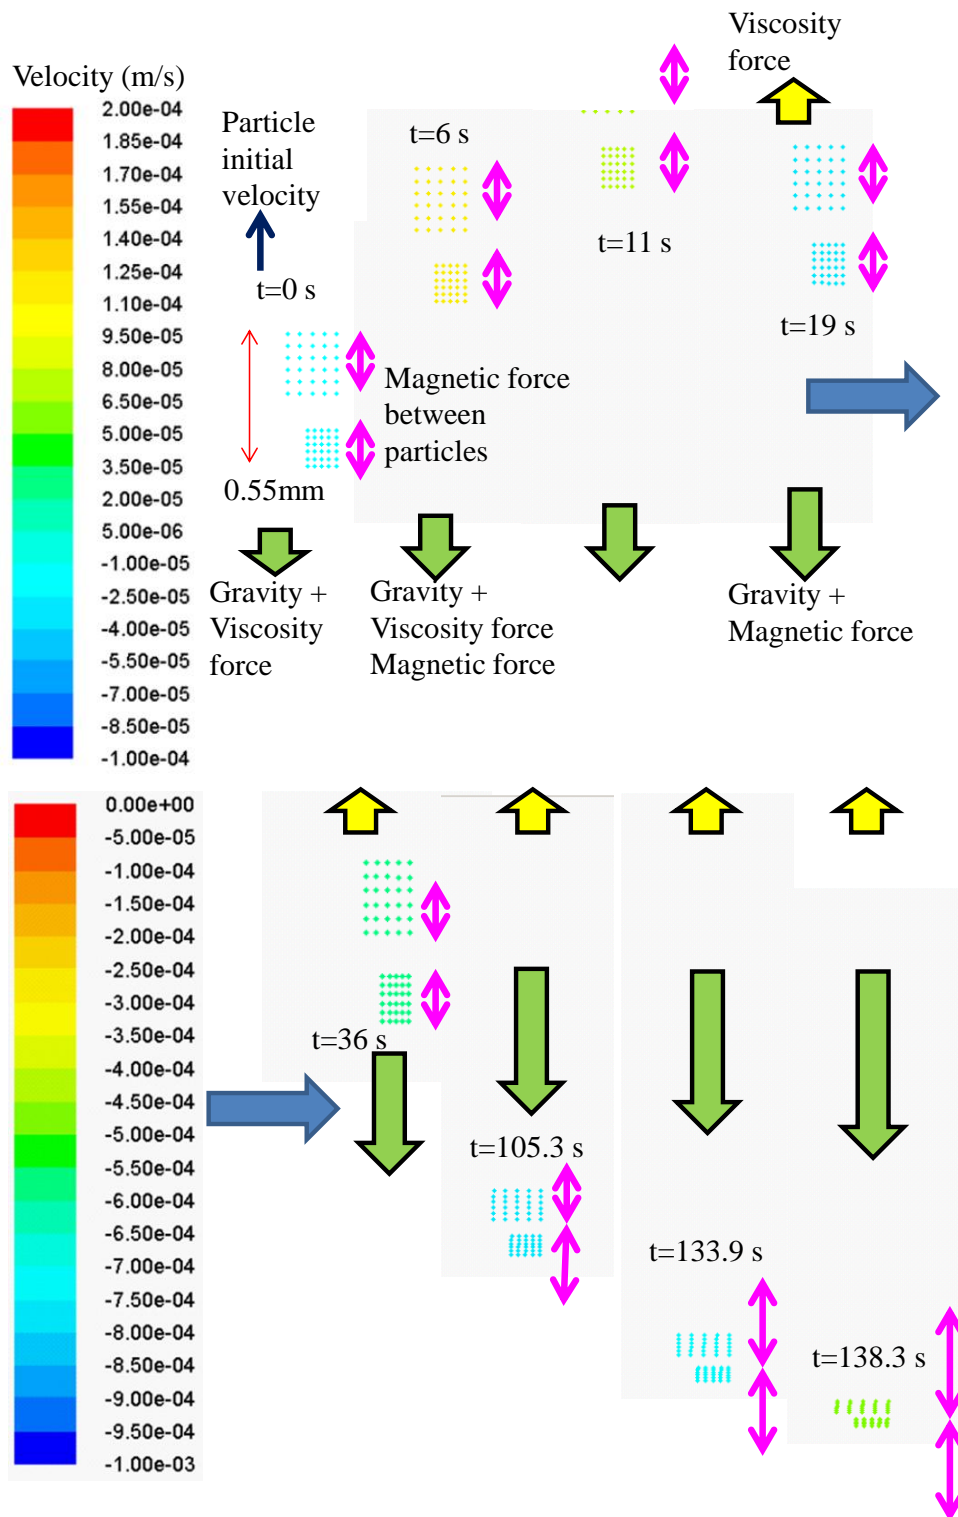 Velocity (m/s)
2.00e-04
1.85e-04
1.70e-04
1.55e-04
1.40e-04
1.25e-04
1.10e-04
9.50e-05
8.00e-05
6.50e-05
5.00e-05
3.50e-05
2.00e-05
5.00e-06
-1.00e-05
-2.50e-05
-4.00e-05
-5.50e-05
-7.00e-05
-8.50e-05
-1.00e-04
Particle
initial
velocity
t=0 s
0.55mm
Gravity +
Viscosity
force
t=6 s
Magnetic force
between
particles
Gravity +
Viscosity force
Magnetic force
t=11 s
Viscosity
force
t=19 s
Gravity +
Magnetic force
0.00e+00
-5.00e-05
-1.00e-04
-1.50e-04
-2.00e-04
-2.50e-04
-3.00e-04
-3.50e-04
-4.00e-04
-4.50e-04
-5.00e-04
-5.50e-04
-6.00e-04
-6.50e-04
-7.00e-04
-7.50e-04
-8.00e-04
-8.50e-04
-9.00e-04
-9.50e-04
-1.00e-03
t=36 s
t=105.3 s
t=133.9 s
t=138.3 s